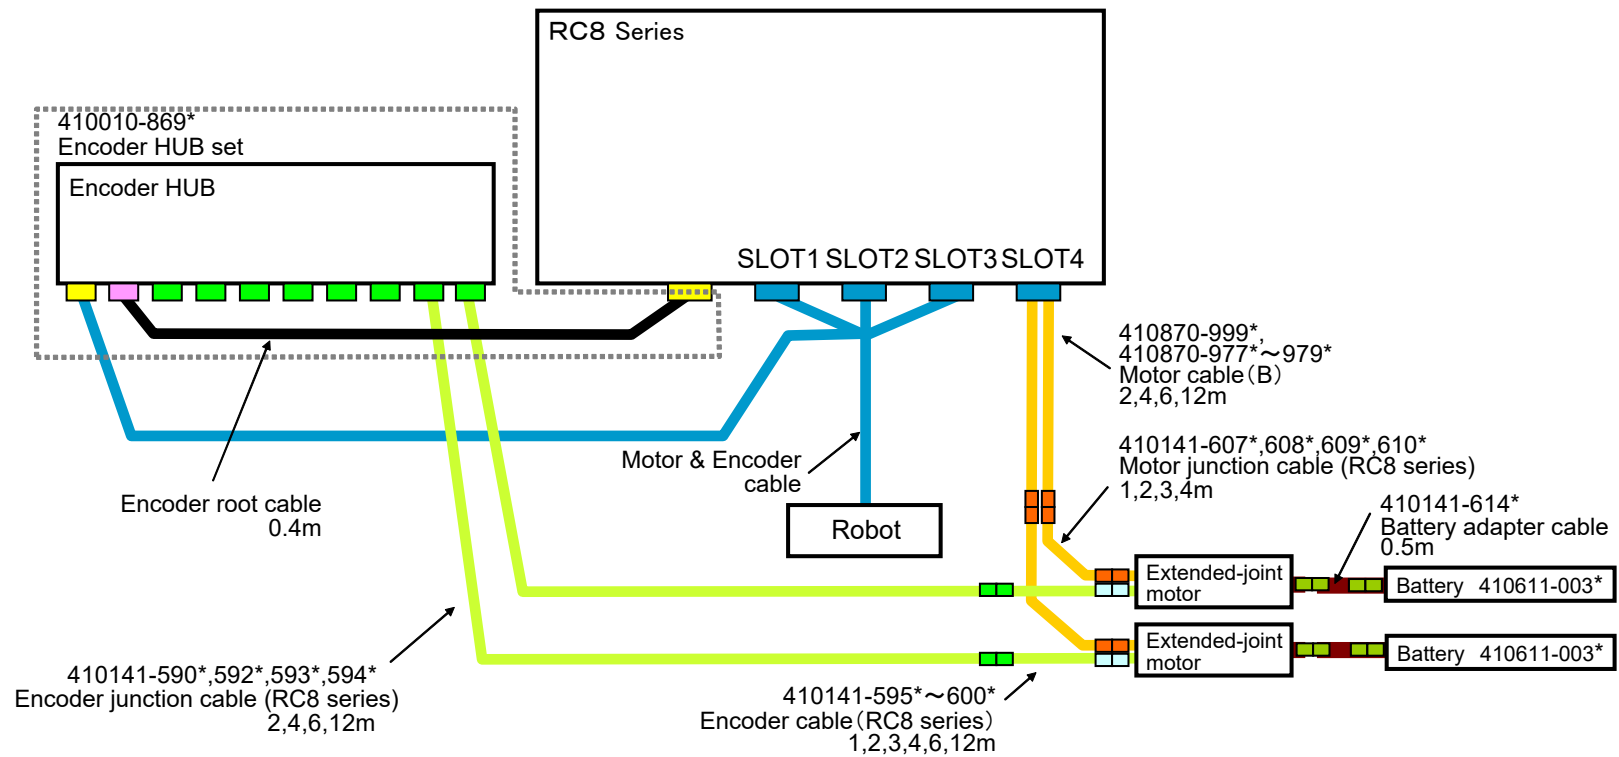 RC8 Series
410010-869*
Encoder HUB set
Encoder HUB
SLOT1 SLOT2 SLOT3 SLOT4
410870-999*,
410870-977*～979*
Motor cable（B）
2,4,6,12m
410141-607*,608*,609*,610*
Motor junction cable (RC8 series)
1,2,3,4m
Motor & Encoder
cable
Encoder root cable
0.4m
410141-614*
Battery adapter cable
0.5m
Robot
Extended-joint
motor
Battery 410611-003*
Extended-joint
motor
Battery 410611-003*
410141-590*,592*,593*,594*
Encoder junction cable (RC8 series)
2,4,6,12m
410141-595*～600*
Encoder cable（RC8 series）
1,2,3,4,6,12m